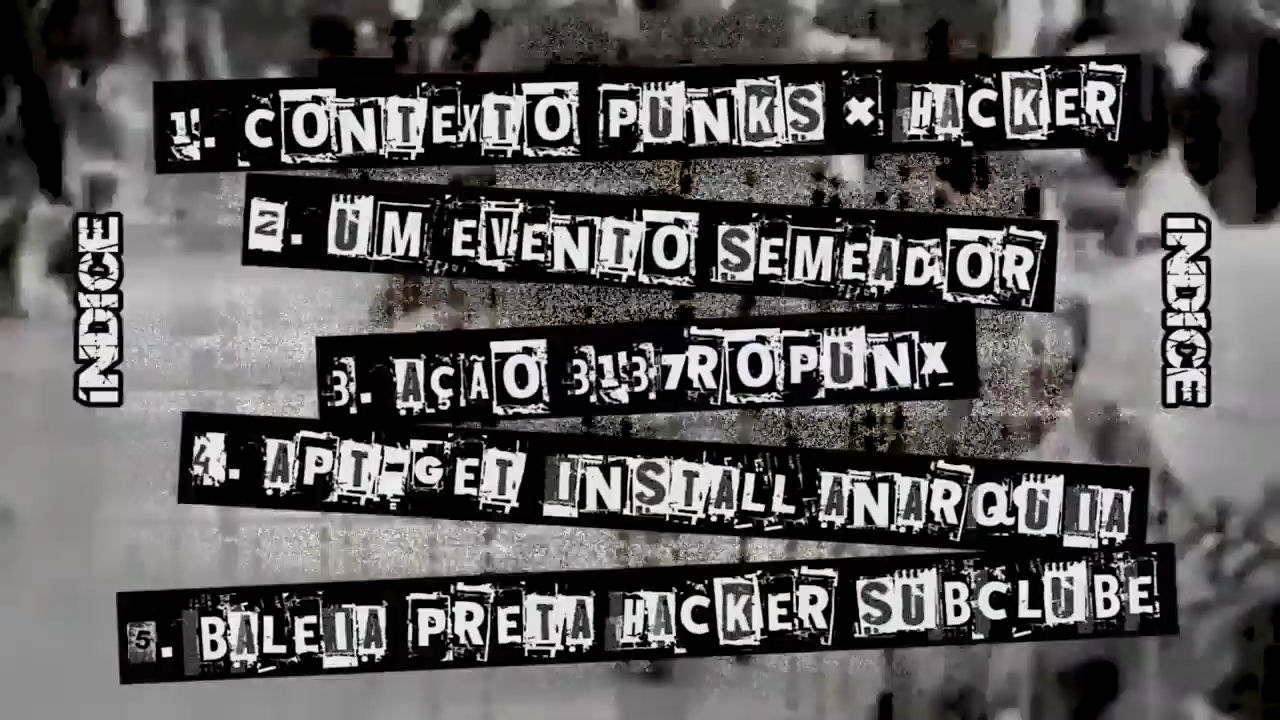 1. CONTEXTO PUNKS × HACKER
2. UM EVENTO SEMEADOR
3. AÇÃO 3137ROPUNX
4. APT-GET INSTALL ANARQUIA
5. BALEIA PRETA HACKER SUBCLUBE
ÍNDICE
ÍNDICE